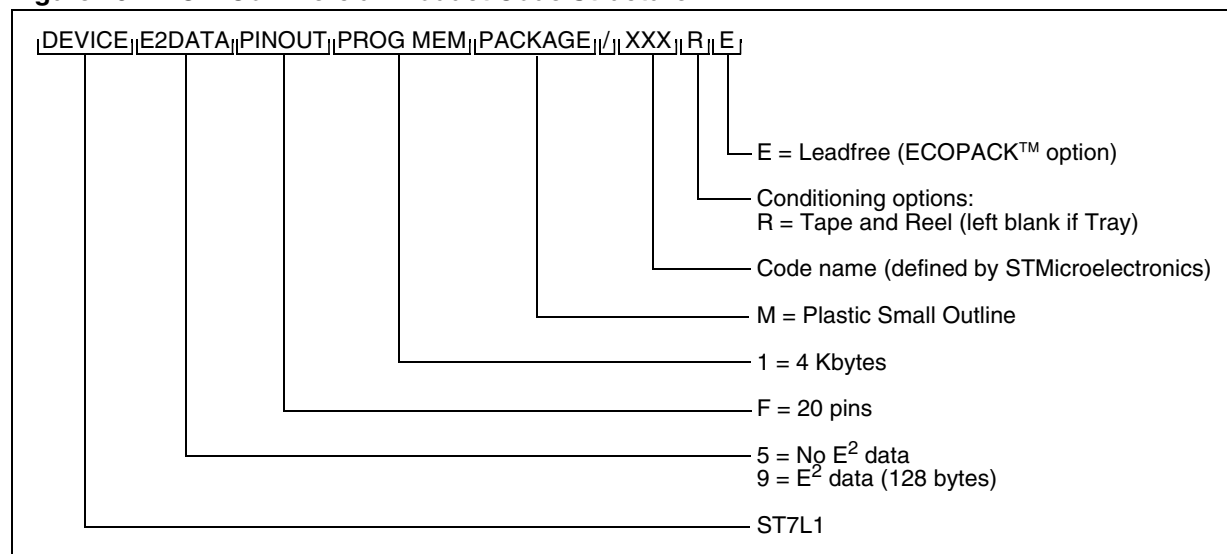 DEVICE E2DATA PINOUT PROG MEM PACKAGE / XXX R E
E = Leadfree (ECOPACK™ option)
Conditioning options:
R = Tape and Reel (left blank if Tray)
Code name (defined by STMicroelectronics)
M = Plastic Small Outline
1 = 4 Kbytes
F = 20 pins
5 = No E² data
9 = E² data (128 bytes)
ST7L1